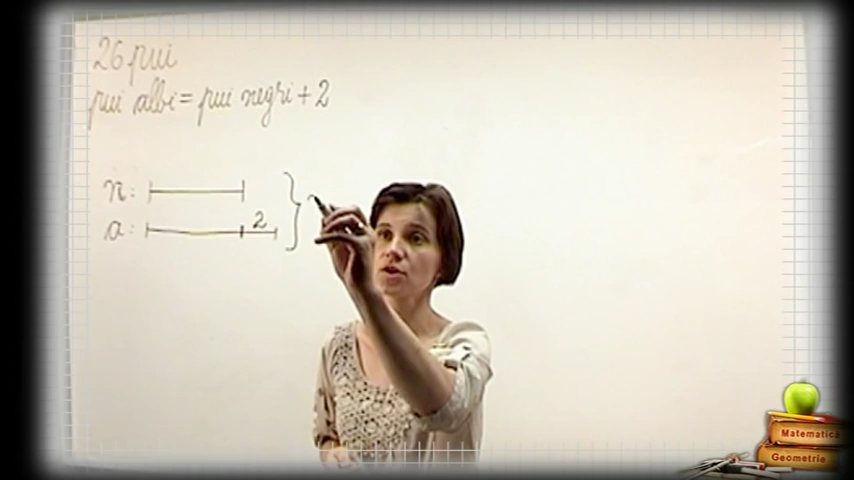 26 pui
pui albi = pui negri + 2
n:
a: 2
Matematică
Geometrie